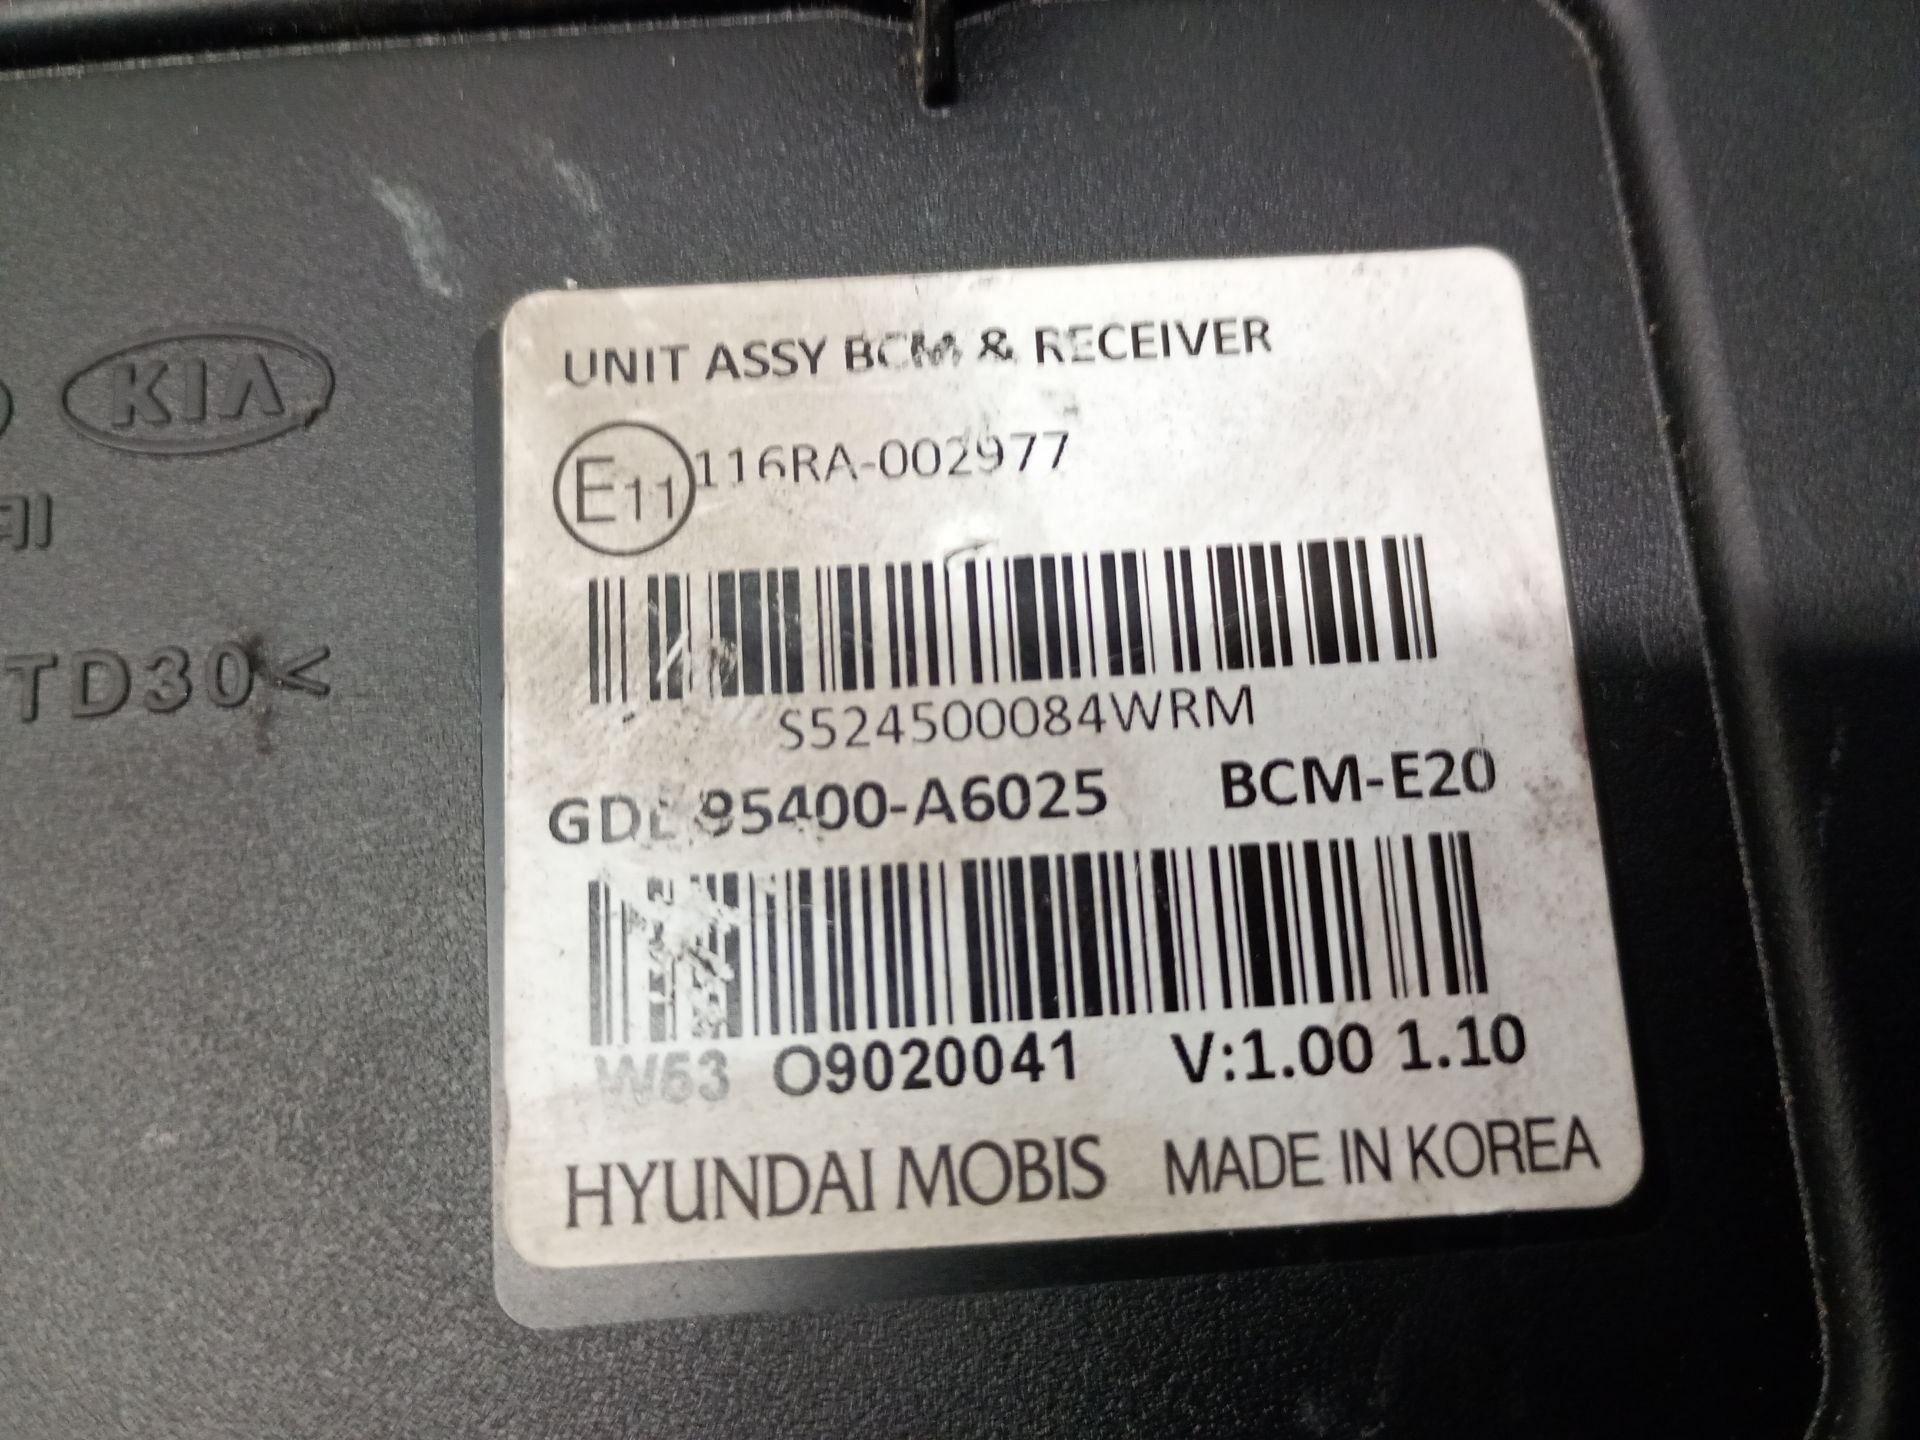 KIA
TD30<
UNIT ASSY BCM & RECEIVER
E11 116RA-002977
S524500084WRM
95400-A6025 BCM-E20
W53 O9020041 V:1.00 1.10
HYUNDAI MOBIS MADE IN KOREA